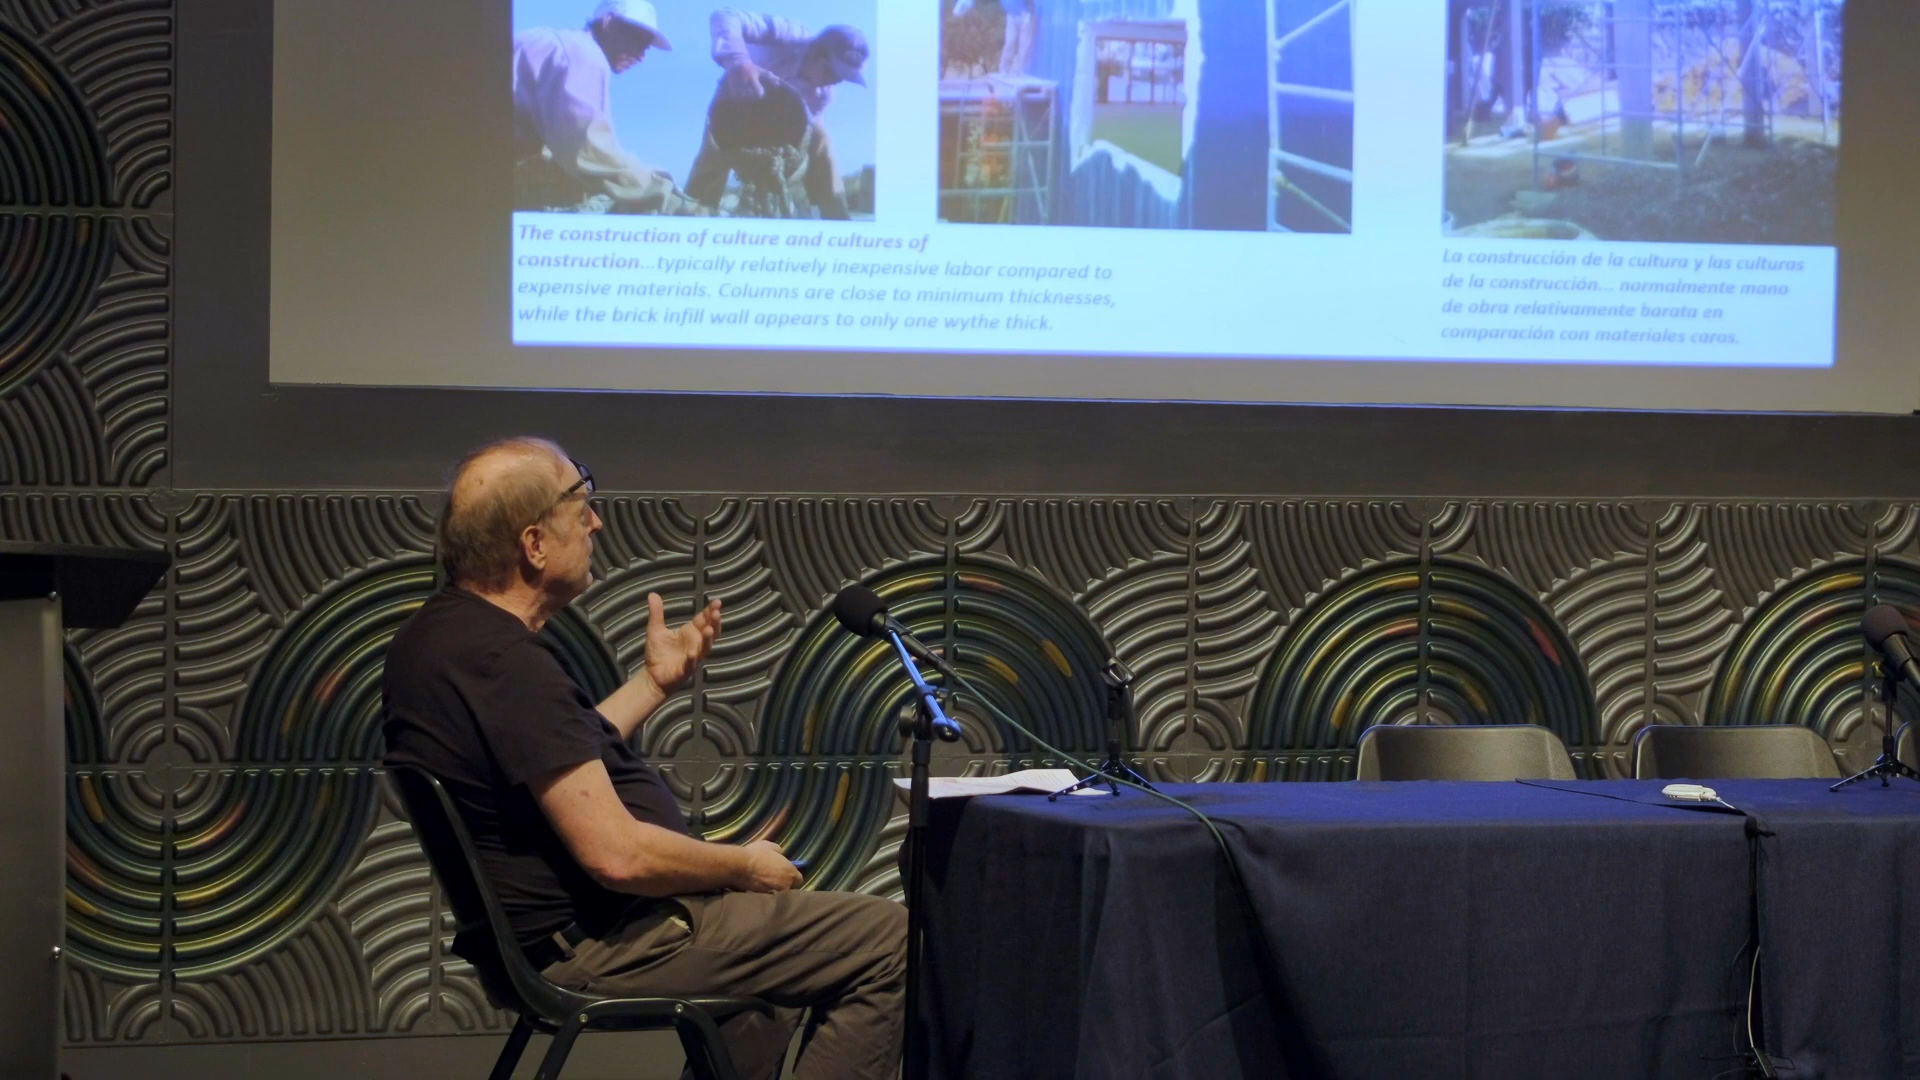 The construction of culture and cultures of
construction...typically relatively inexpensive labor compared to
expensive materials. Columns are close to minimum thicknesses,
while the brick infill wall appears to only one wythe thick.
La construcción de la cultura y las culturas
de la construcción... normalmente mano
de obra relativamente barata en
comparación con materiales caros.